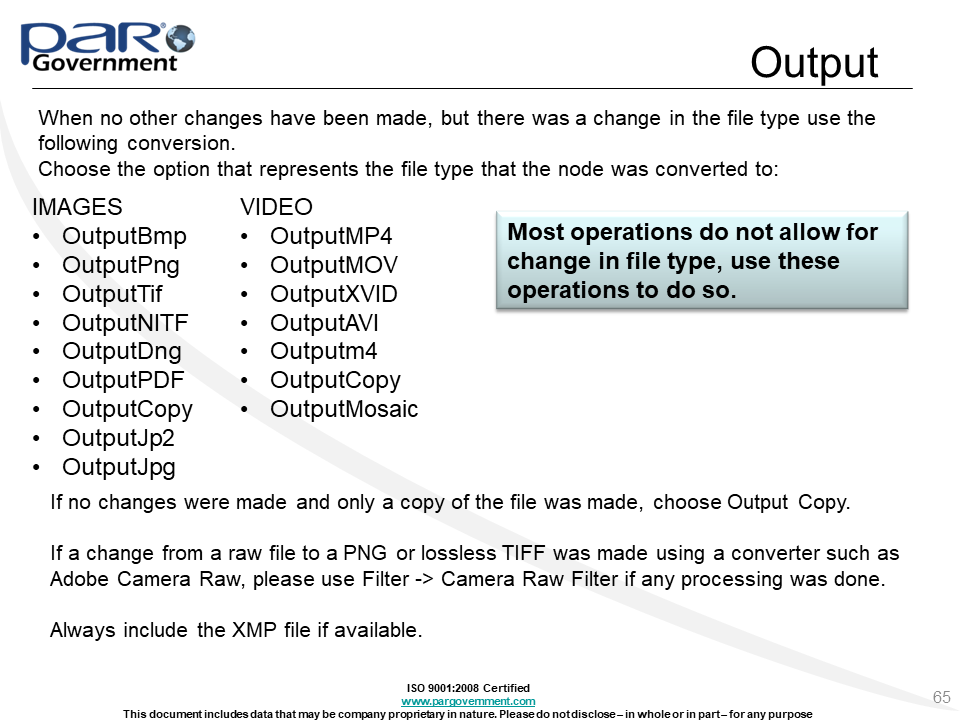 PAR® Government
Output
When no other changes have been made, but there was a change in the file type use the
following conversion.
Choose the option that represents the file type that the node was converted to:
IMAGES
• OutputBmp
• OutputPng
• OutputTif
• OutputNITF
• OutputDng
• OutputPDF
• OutputCopy
• OutputJp2
• OutputJpg
VIDEO
• OutputMP4
• OutputMOV
• OutputXVID
• OutputAVI
• Outputm4
• OutputCopy
• OutputMosaic
Most operations do not allow for
change in file type, use these
operations to do so.
If no changes were made and only a copy of the file was made, choose Output Copy.
If a change from a raw file to a PNG or lossless TIFF was made using a converter such as
Adobe Camera Raw, please use Filter -> Camera Raw Filter if any processing was done.
Always include the XMP file if available.
ISO 9001:2008 Certified
www.pargovernment.com
This document includes data that may be company proprietary in nature. Please do not disclose – in whole or in part – for any purpose
65